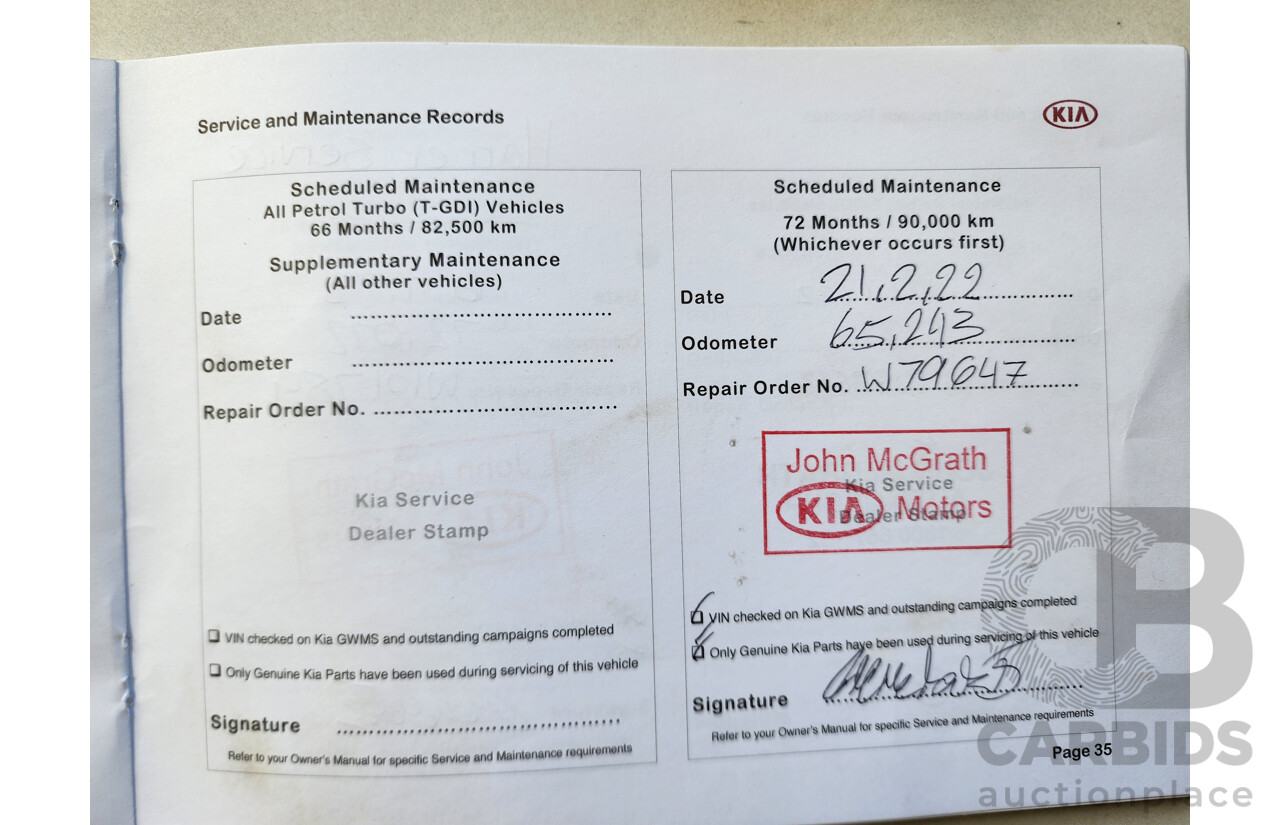 Service and Maintenance Records
KIA
Scheduled Maintenance
All Petrol Turbo (T-GDI) Vehicles
66 Months / 82,500 km
Supplementary Maintenance
(All other vehicles)
Date
Odometer
Repair Order No.
Kia Service
Dealer Stamp
VIN checked on Kia GWMS and outstanding campaigns completed
Only Genuine Kia Parts have been used during servicing of this vehicle
Signature
Refer to your Owner's Manual for specific Service and Maintenance requirements
Scheduled Maintenance
72 Months / 90,000 km
(Whichever occurs first)
Date 21,2,22
Odometer 65,243
Repair Order No. W79647
John McGrath
Kia Service
KIA Motors
Dealer Stamp
VIN checked on Kia GWMS and outstanding campaigns completed
Only Genuine Kia Parts have been used during servicing of this vehicle
Signature
Refer to your Owner's Manual for specific Service and Maintenance requirements
Page 35
CB
CARBIDS
auctionplace